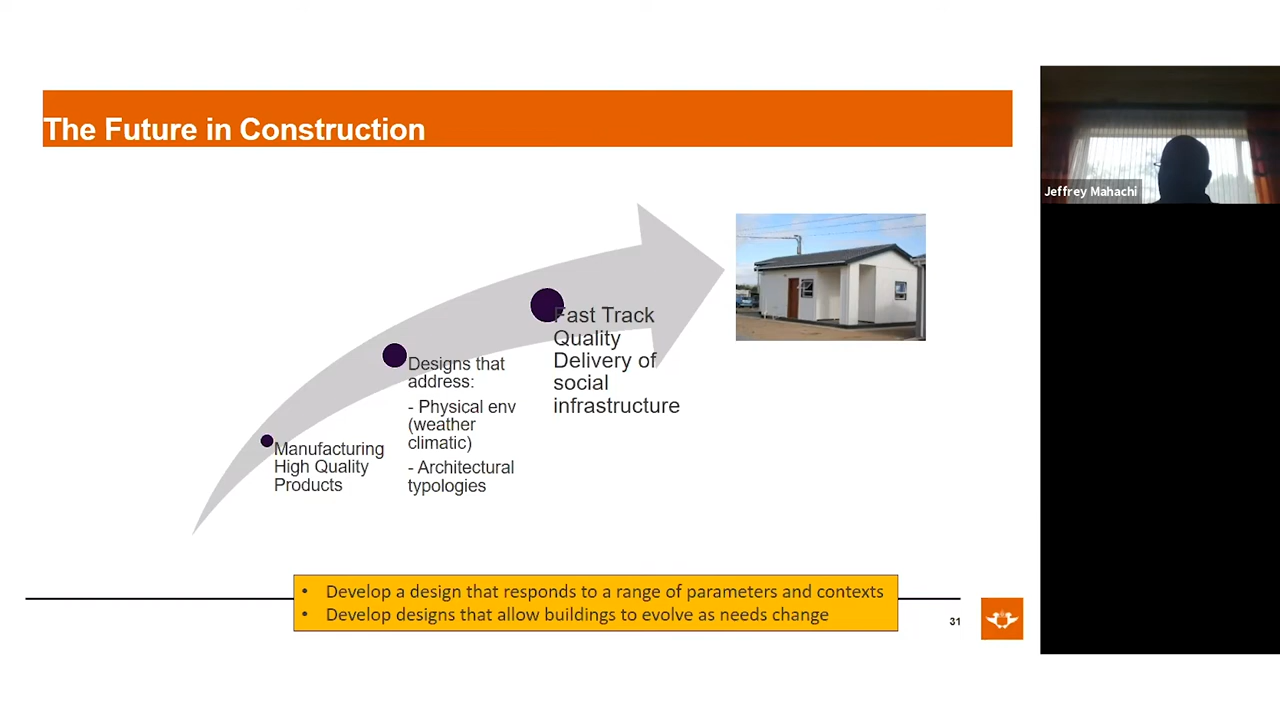 The Future in Construction
Jeffrey Mahachi
Fast Track
Quality
Delivery of
social
infrastructure
Designs that
address:
- Physical env
(weather
climatic)
- Architectural
typologies
Manufacturing
High Quality
Products
• Develop a design that responds to a range of parameters and contexts
• Develop designs that allow buildings to evolve as needs change
31